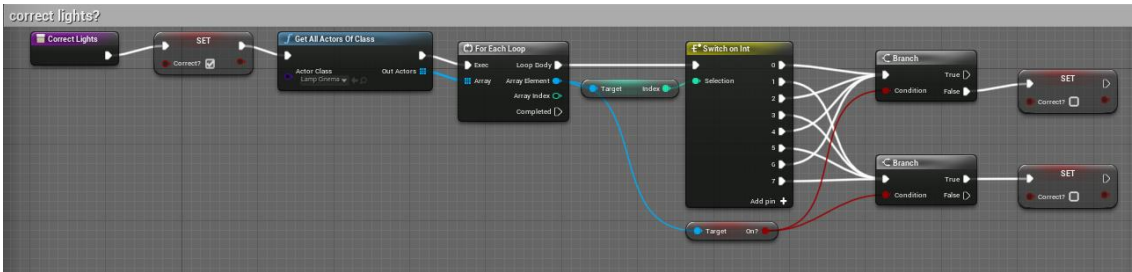 correct lights?
Correct Lights
SET
Correct?
Get All Actors Of Class
Actor Class
Lamp Cinema
Out Actors
For Each Loop
Exec
Loop Body
Array
Array Element
Array Index
Completed
Target
Index
Switch on Int
Selection
0
1
2
3
4
5
6
7
Add pin +
Target
On?
Branch
True
Condition
False
SET
Correct?
Branch
True
Condition
False
SET
Correct?